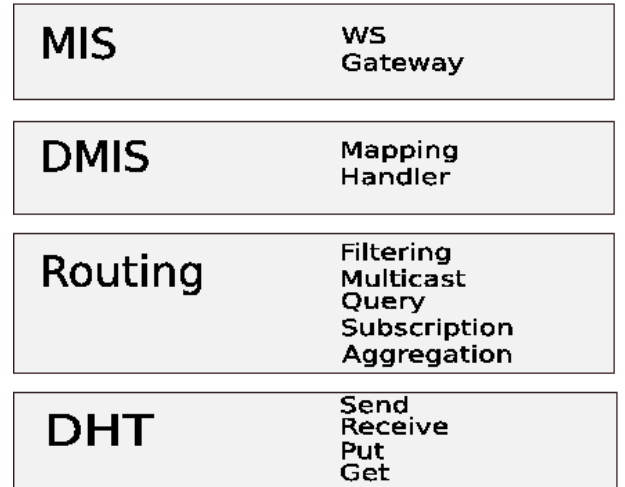 MIS
WS
Gateway
DMIS
Mapping
Handler
Routing
Filtering
Multicast
Query
Subscription
Aggregation
DHT
Send
Receive
Put
Get